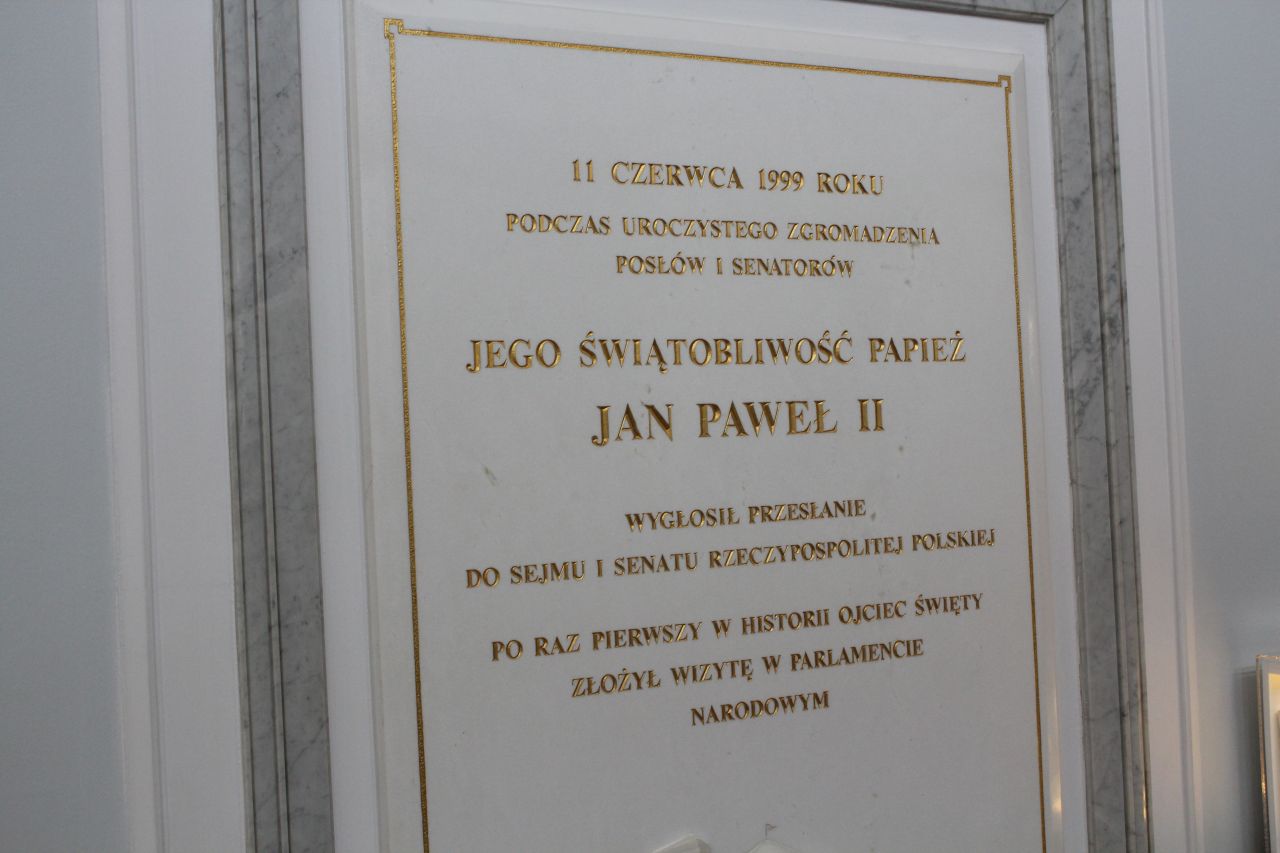 11 CZERWCA 1999 ROKU
PODCZAS UROCZYSTEGO ZGROMADZENIA
POSŁÓW I SENATORÓW
JEGO ŚWIĄTOBLIWOŚĆ PAPIEŻ
JAN PAWEŁ II
WYGŁOSIŁ PRZESŁANIE
DO SEJMU I SENATU RZECZYPOSPOLITEJ POLSKIEJ
PO RAZ PIERWSZY W HISTORII OJCIEC ŚWIĘTY
ZŁOŻYŁ WIZYTĘ W PARLAMENCIE
NARODOWYM